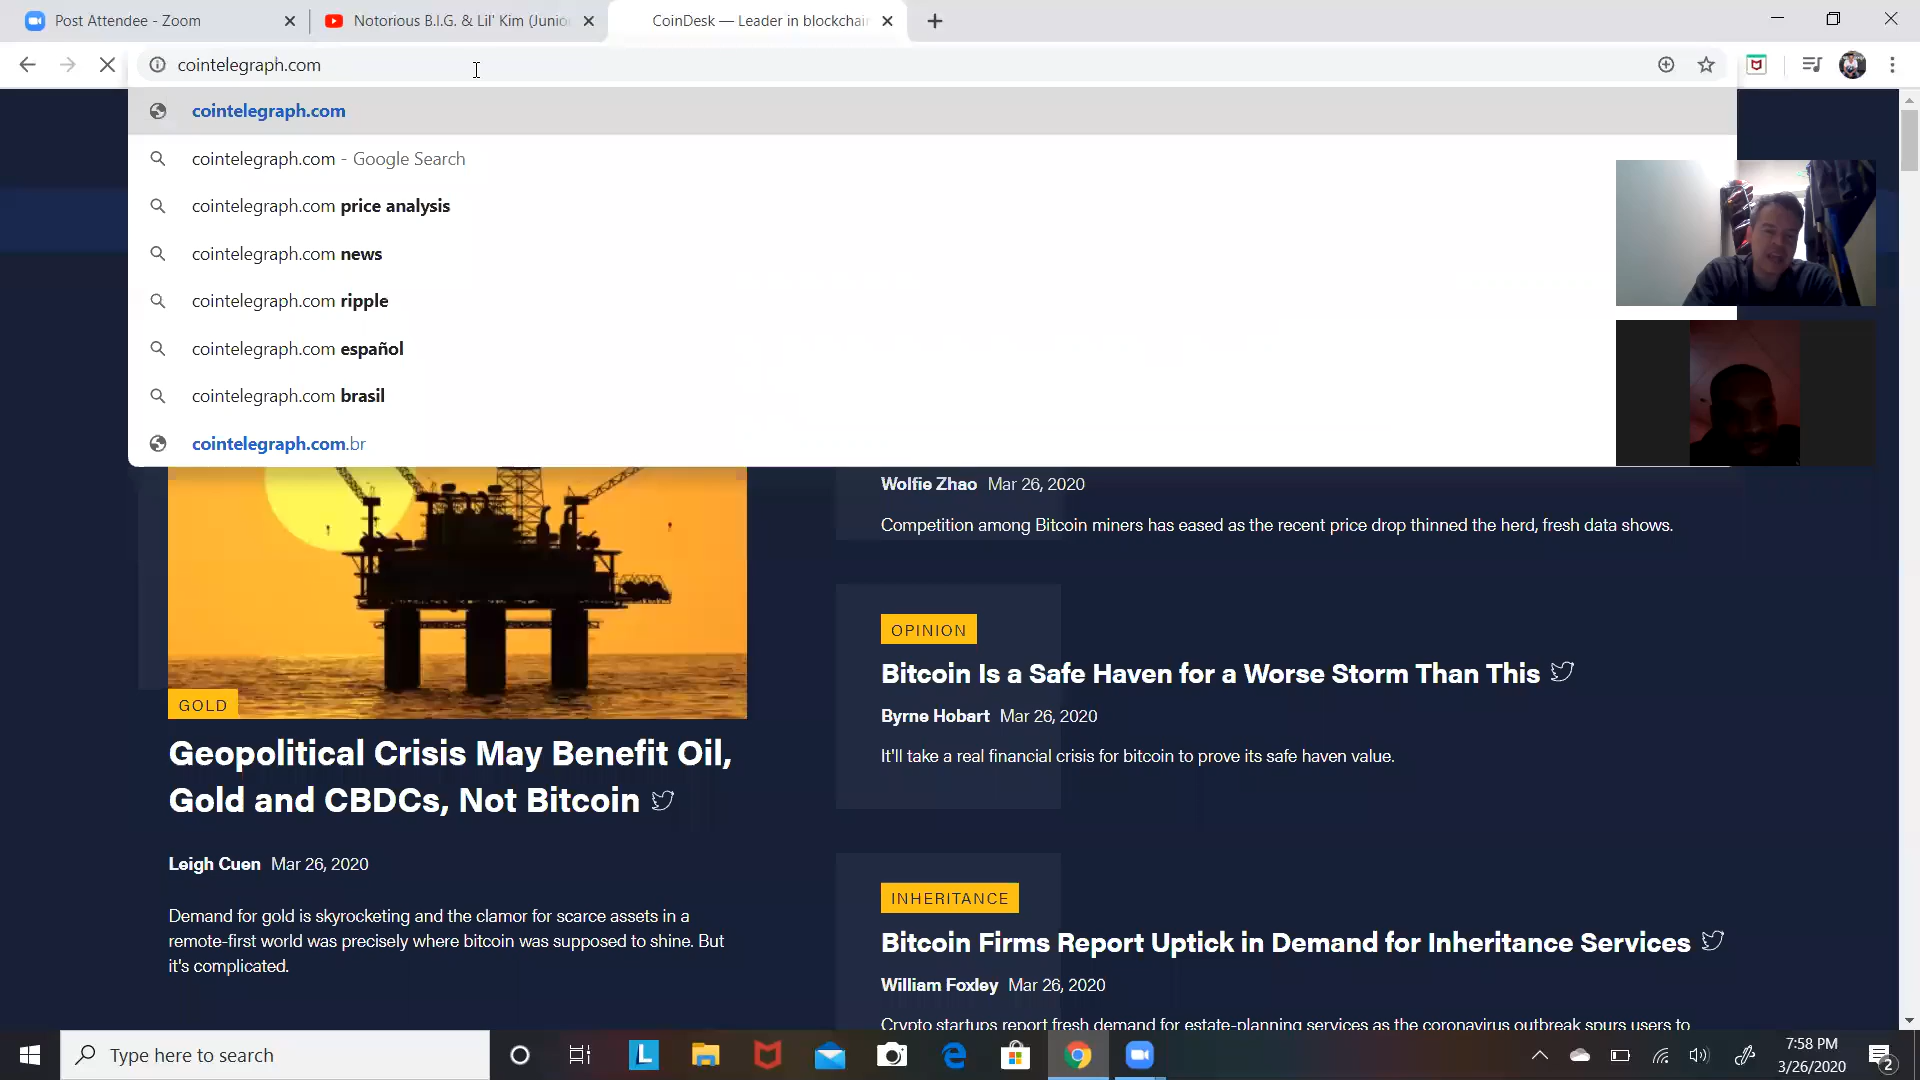 Post Attendee - Zoom
Notorious B.I.G. & Lil' Kim (Junio
CoinDesk — Leader in blockchain
cointelegraph.com
cointelegraph.com
cointelegraph.com - Google Search
cointelegraph.com price analysis
cointelegraph.com news
cointelegraph.com ripple
cointelegraph.com español
cointelegraph.com brasil
cointelegraph.com.br
GOLD
Geopolitical Crisis May Benefit Oil,
Gold and CBDCs, Not Bitcoin
Leigh Cuen Mar 26, 2020
Demand for gold is skyrocketing and the clamor for scarce assets in a
remote-first world was precisely where bitcoin was supposed to shine. But
it's complicated.
Wolfie Zhao Mar 26, 2020
Competition among Bitcoin miners has eased as the recent price drop thinned the herd, fresh data shows.
OPINION
Bitcoin Is a Safe Haven for a Worse Storm Than This
Byrne Hobart Mar 26, 2020
It'll take a real financial crisis for bitcoin to prove its safe haven value.
INHERITANCE
Bitcoin Firms Report Uptick in Demand for Inheritance Services
William Foxley Mar 26, 2020
Crypto startups report fresh demand for estate-planning services as the coronavirus outbreak spurs users to
Type here to search
L
7:58 PM
3/26/2020
2